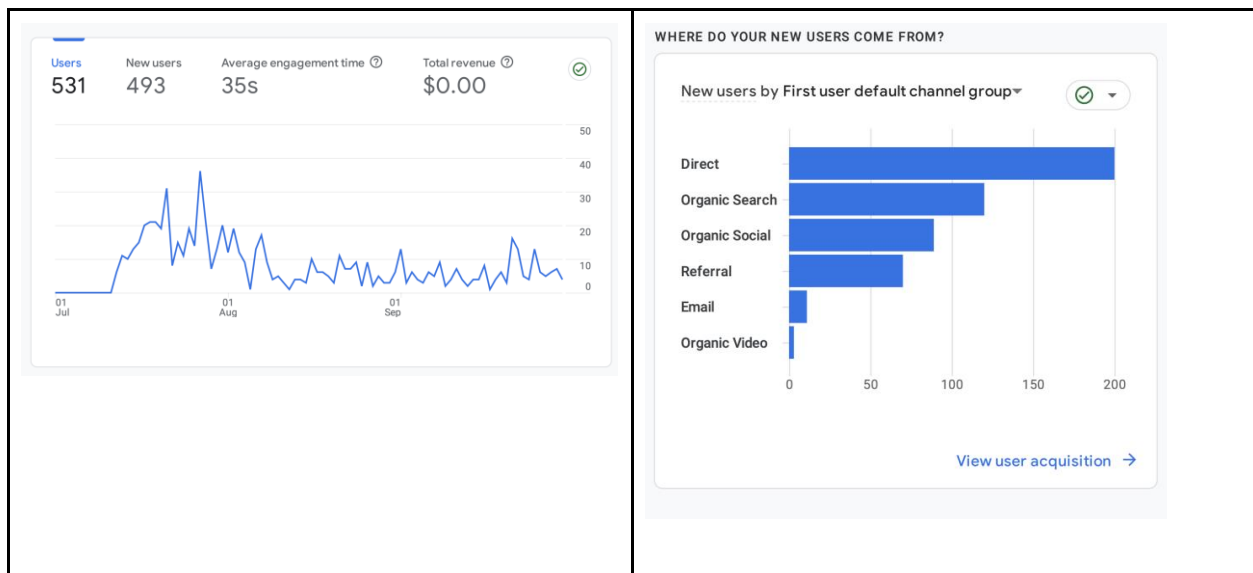 Users New users Average engagement time Total revenue
531 493 35s $0.00
50
40
30
20
10
0
01 01 01
Jul Aug Sep
WHERE DO YOUR NEW USERS COME FROM?
New users by First user default channel group
Direct
Organic Search
Organic Social
Referral
Email
Organic Video
0 50 100 150 200
View user acquisition